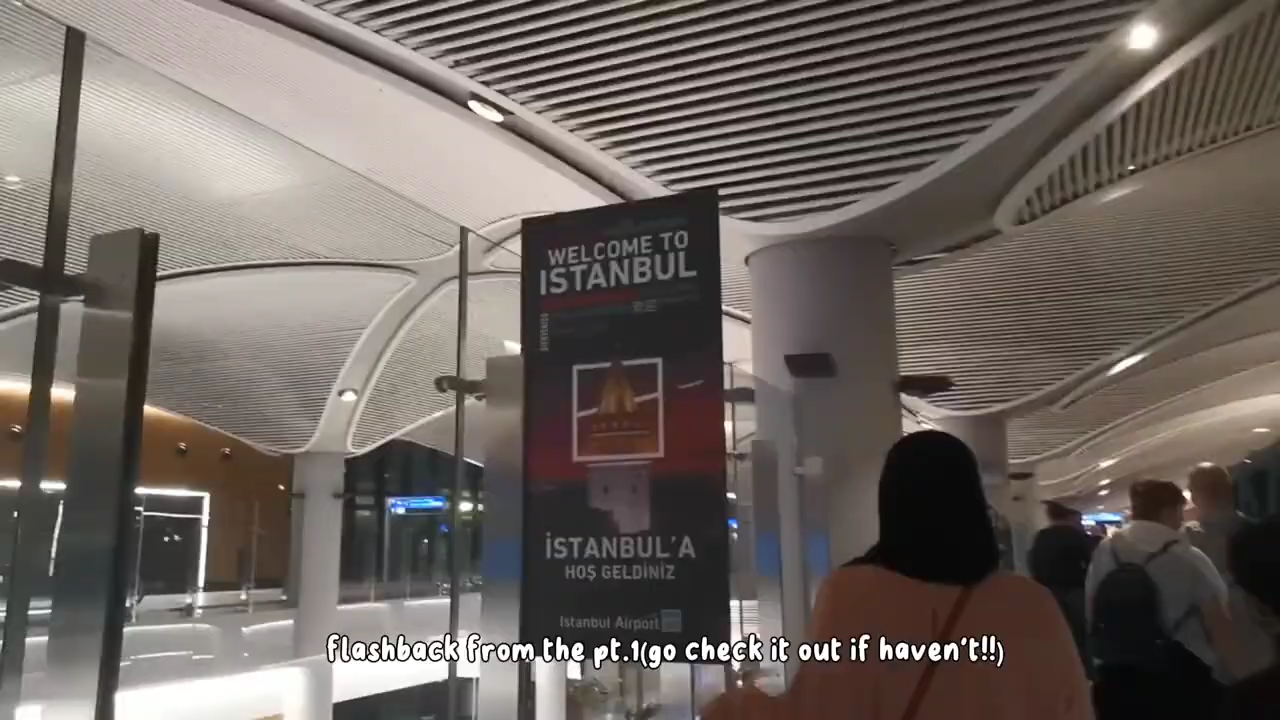 WELCOME TO
ISTANBUL
BIENVENIDO
İSTANBUL'A
HOŞ GELDİNİZ
Istanbul Airport
flashback from the pt.1(go check it out if haven't!!)